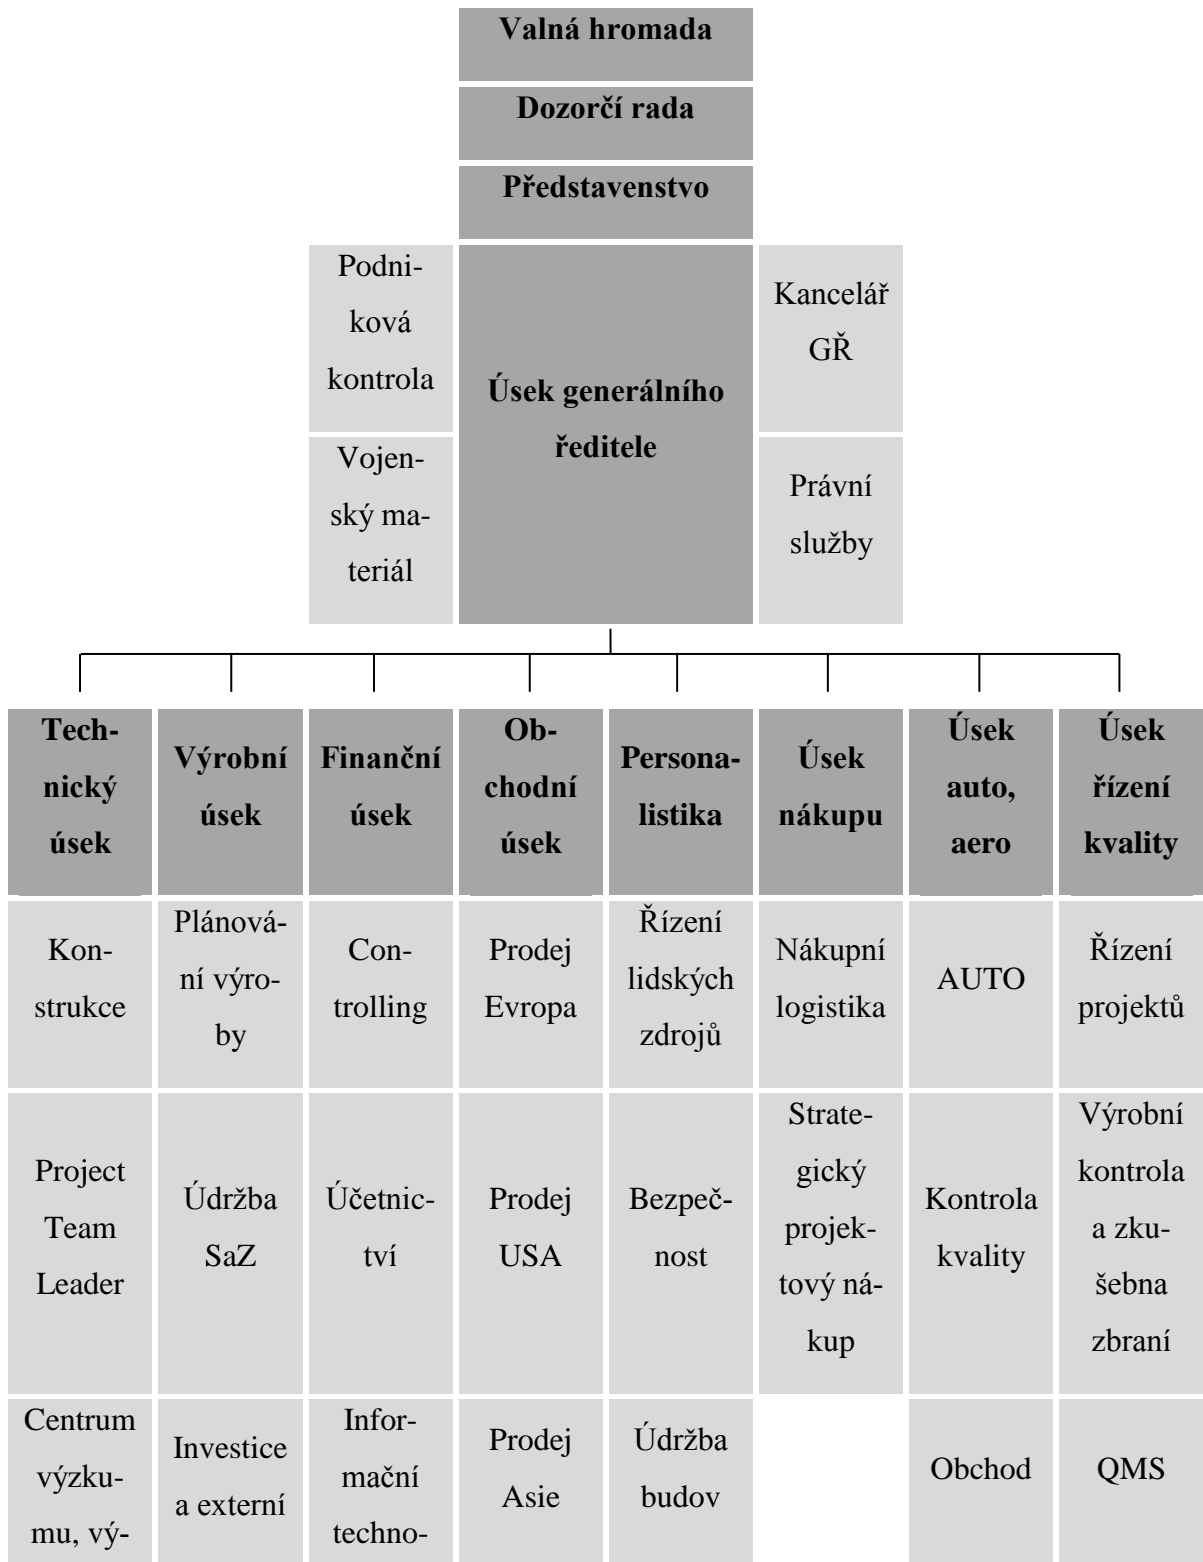 Valná hromada
Dozorčí rada
Představenstvo
Podni-
ková
kontrola
Vojen-
ský ma-
teriál
Úsek generálního
ředitele
Kancelář
GŘ
Právní
služby
Tech-
nický
úsek
Výrobní
úsek
Finanční
úsek
Ob-
chodní
úsek
Persona-
listika
Úsek
nákupu
Úsek
auto,
aero
Úsek
řízení
kvality
Kon-
strukce
Plánová-
ní výro-
by
Con-
trolling
Prodej
Evropa
Řízení
lidských
zdrojů
Nákupní
logistika
AUTO
Řízení
projektů
Project
Team
Leader
Údržba
SaZ
Účetnic-
tví
Prodej
USA
Bezpeč-
nost
Strate-
gický
projek-
tový ná-
kup
Kontrola
kvality
Výrobní
kontrola
a zku-
šebna
zbraní
Centrum
výzku-
mu, vý-
Investice
a externí
Infor-
mační
techno-
Prodej
Asie
Údržba
budov
Obchod
QMS